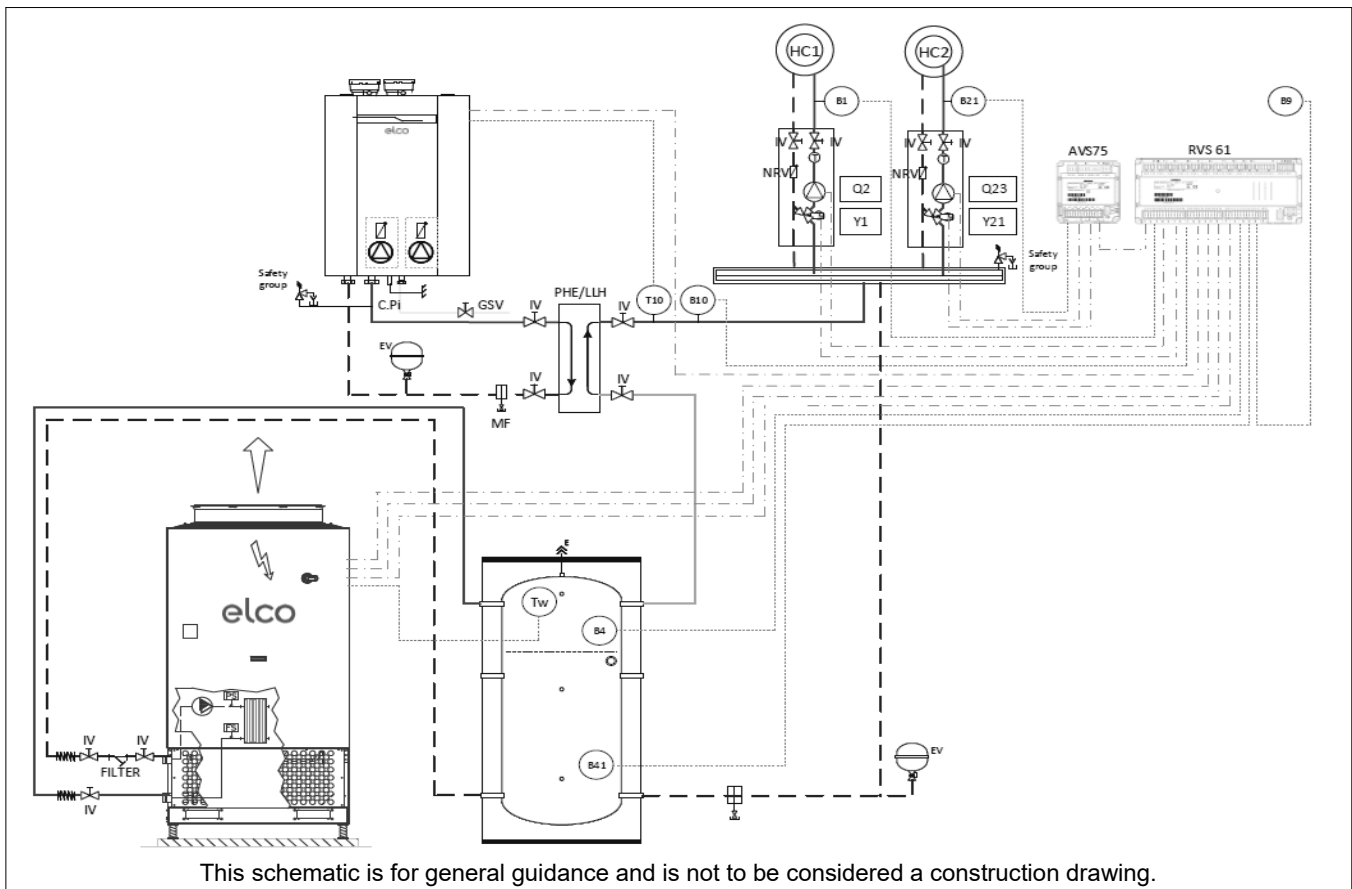 HC1
HC2
B1
B21
B9
elco
IV
IV
IV
IV
AVS75
RVS 61
NRV
NRV
Q2
Q23
Y1
Y21
Safety
group
Safety
group
PHE/LLH
C.Pi
GSV
IV
IV
T10
B10
EV
IV
IV
MF
E
Tw
elco
B4
PS
FS
IV
IV
FILTER
IV
B41
EV
This schematic is for general guidance and is not to be considered a construction drawing.